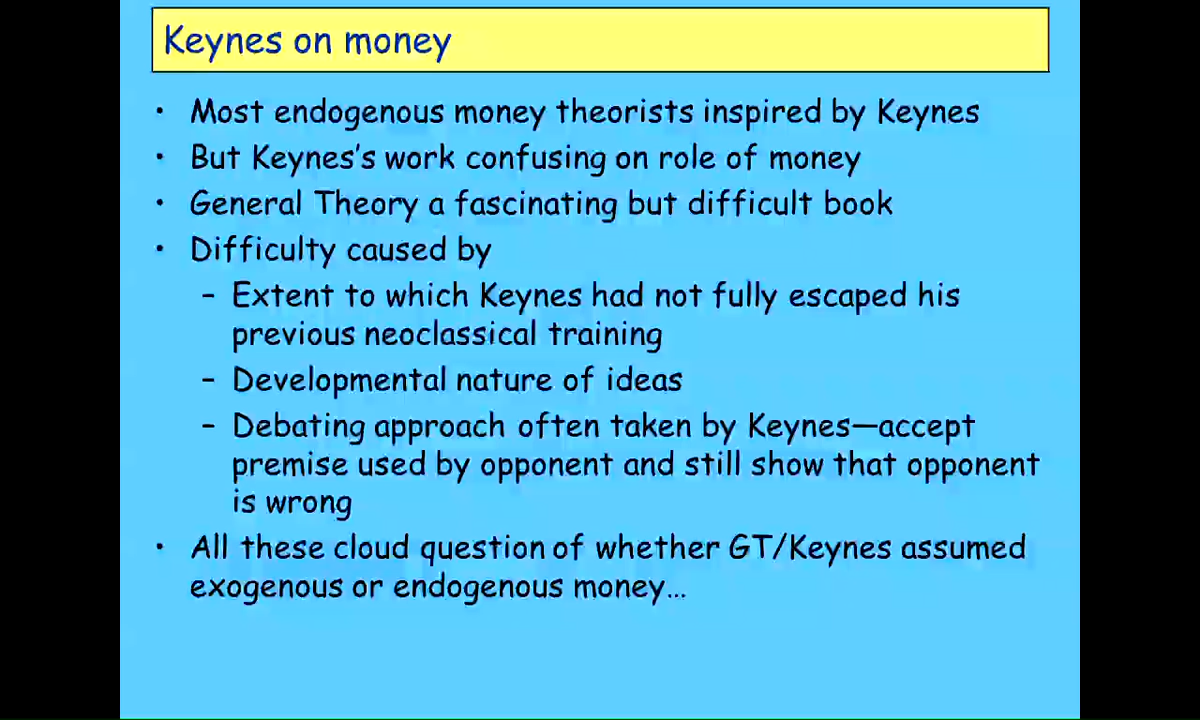 Keynes on money
• Most endogenous money theorists inspired by Keynes
• But Keynes's work confusing on role of money
• General Theory a fascinating but difficult book
• Difficulty caused by
– Extent to which Keynes had not fully escaped his
previous neoclassical training
– Developmental nature of ideas
– Debating approach often taken by Keynes—accept
premise used by opponent and still show that opponent
is wrong
• All these cloud question of whether GT/Keynes assumed
exogenous or endogenous money…